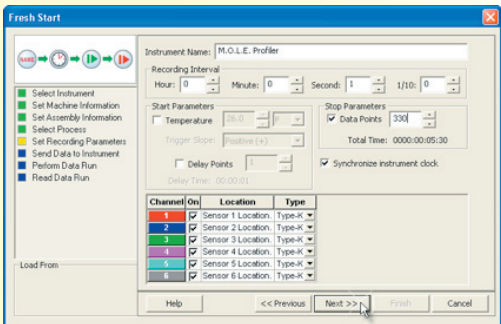 Fresh Start
NAME
Select Instrument
Set Machine Information
Set Assembly Information
Select Process
Set Recording Parameters
Send Data to Instrument
Perform Data Run
Read Data Run
Load From
Instrument Name: M.O.L.E. Profiler
Recording Interval
Hour: 0 Minute: 0 Second: 1 1/10: 0
Start Parameters
Temperature 26.0 F
Trigger Slope: Positive (+)
Delay Points 1
Delay Time: 00:00:01
Stop Parameters
Data Points 330
Total Time: 0000:00:05:30
Synchronize instrument clock
Channel On Location Type
1 Sensor 1 Location. Type-K
2 Sensor 2 Location. Type-K
3 Sensor 3 Location. Type-K
4 Sensor 4 Location. Type-K
5 Sensor 5 Location. Type-K
6 Sensor 6 Location. Type-K
Help << Previous Next >> Finish Cancel